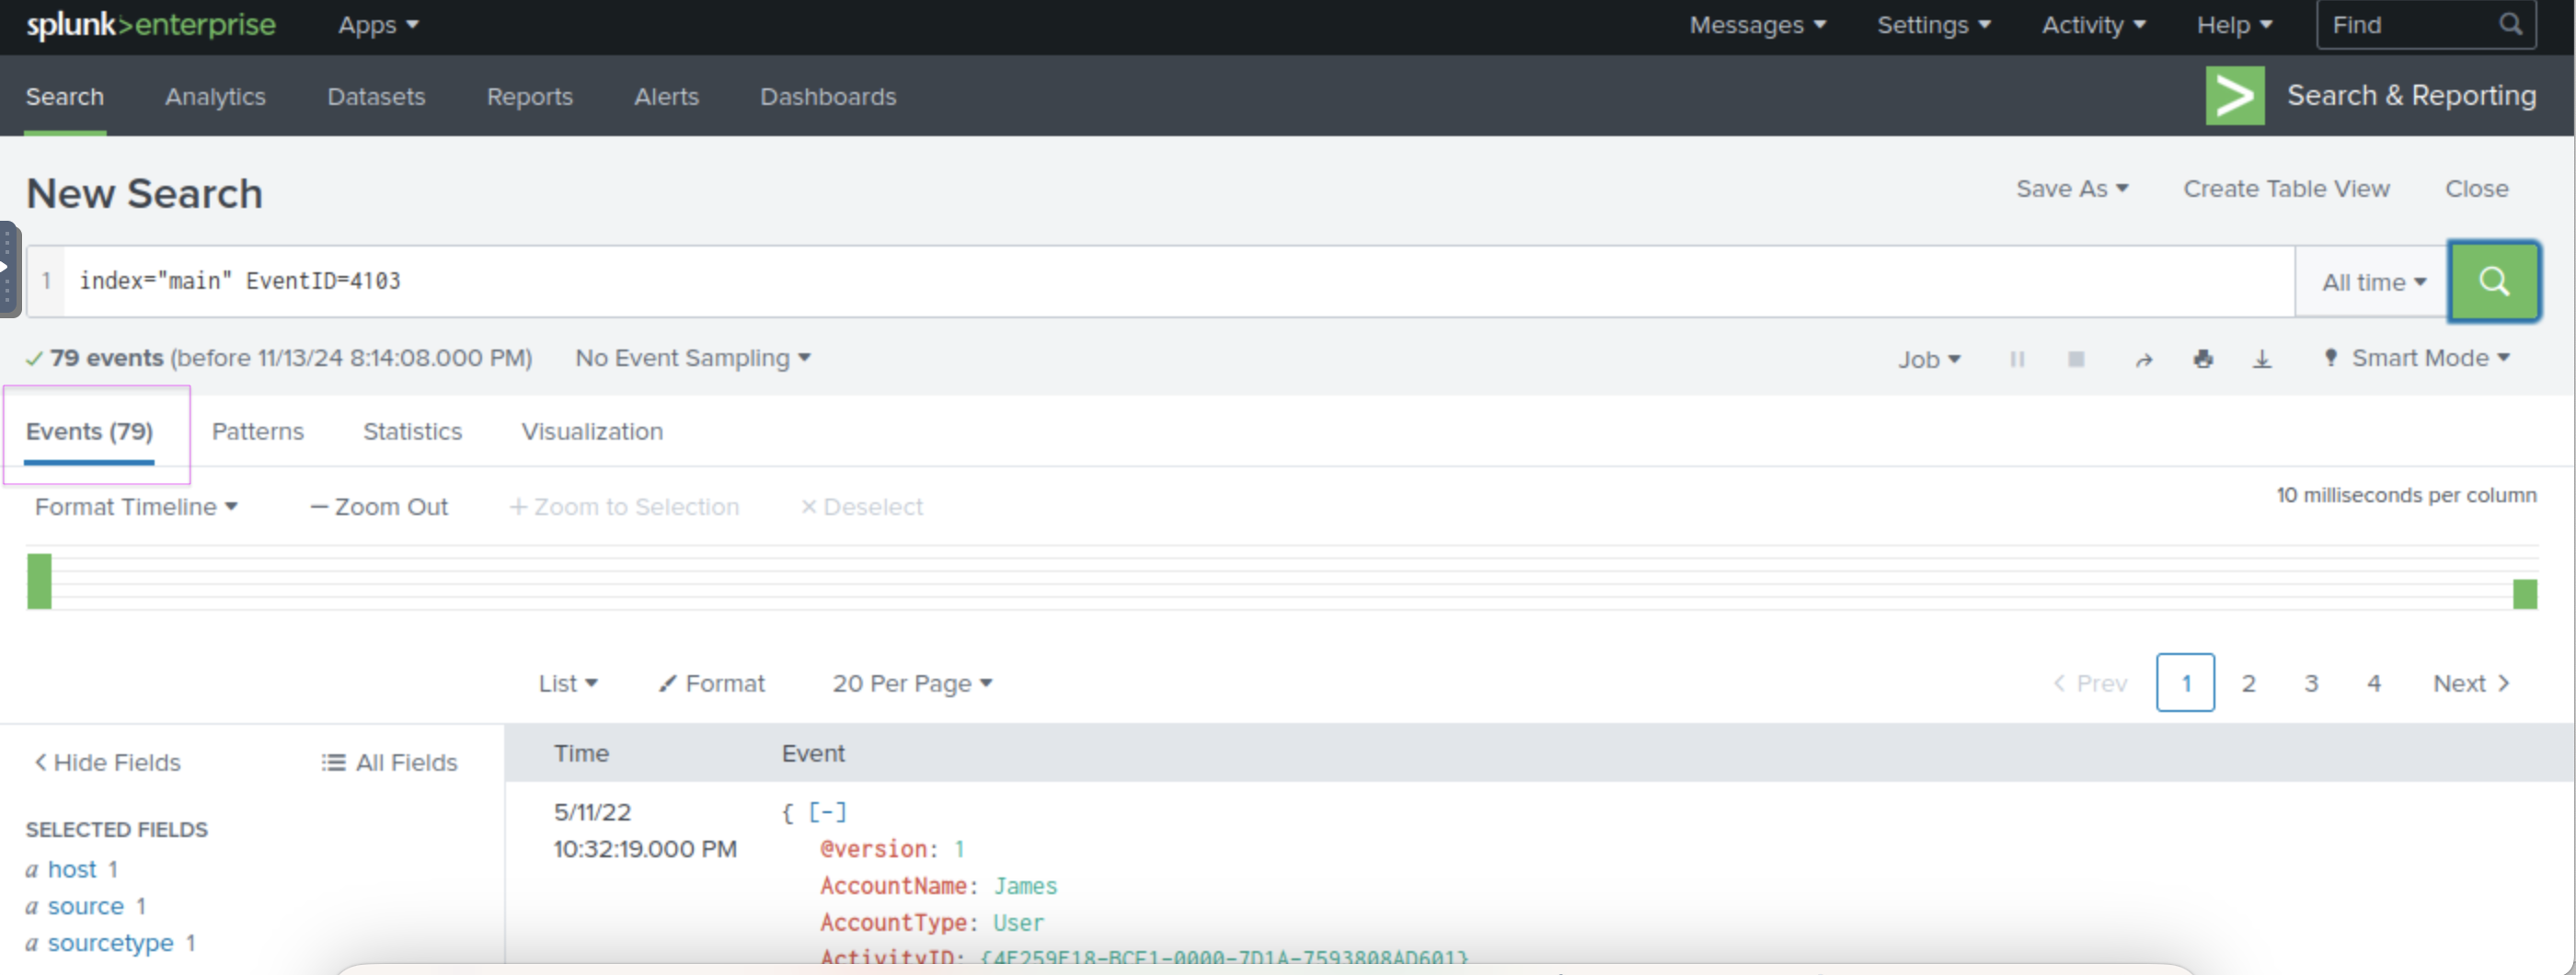 splunk>enterprise Apps Messages Settings Activity Help Find
Search Analytics Datasets Reports Alerts Dashboards Search & Reporting
New Search Save As Create Table View Close
1 index="main" EventID=4103 All time
79 events (before 11/13/24 8:14:08.000 PM) No Event Sampling Job Smart Mode
Events (79) Patterns Statistics Visualization
Format Timeline — Zoom Out + Zoom to Selection × Deselect 10 milliseconds per column
List Format 20 Per Page < Prev 1 2 3 4 Next >
< Hide Fields All Fields Time Event
SELECTED FIELDS
a host 1
a source 1
a sourcetype 1
5/11/22
10:32:19.000 PM
{ [-]
@version: 1
AccountName: James
AccountType: User
ActivityID: {4E259E18-BCE1-0000-7D1A-7593808AD601}